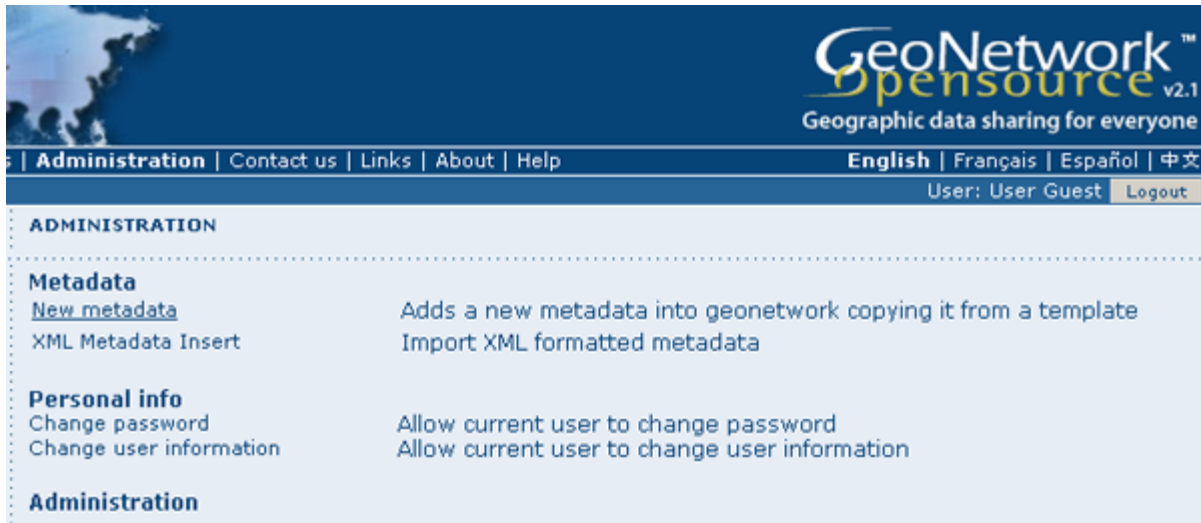 GeoNetwork™
Opensource v2.1
Geographic data sharing for everyone
| Administration | Contact us | Links | About | Help
English | Français | Español | 中文
User: User Guest Logout
ADMINISTRATION
Metadata
New metadata Adds a new metadata into geonetwork copying it from a template
XML Metadata Insert Import XML formatted metadata
Personal info
Change password Allow current user to change password
Change user information Allow current user to change user information
Administration